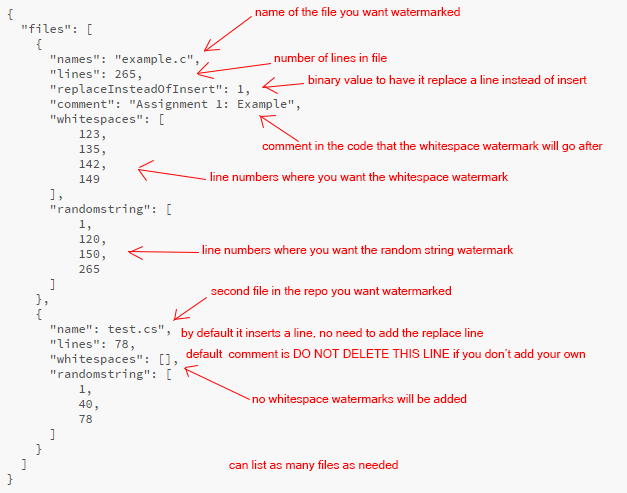 {
name of the file you want watermarked
"files": [
{
"names": "example.c",
number of lines in file
"lines": 265,
binary value to have it replace a line instead of insert
"replaceInsteadOfInsert": 1,
"comment": "Assignment 1: Example",
"whitespaces": [
123,
135,
comment in the code that the whitespace watermark will go after
142,
149
line numbers where you want the whitespace watermark
],
"randomstring": [
1,
120,
150,
line numbers where you want the random string watermark
265
]
},
second file in the repo you want watermarked
{
"name": test.cs",
by default it inserts a line, no need to add the replace line
"lines": 78,
"whitespaces": [],
default comment is DO NOT DELETE THIS LINE if you don't add your own
"randomstring": [
1,
no whitespace watermarks will be added
40,
78
]
}
]
can list as many files as needed
}